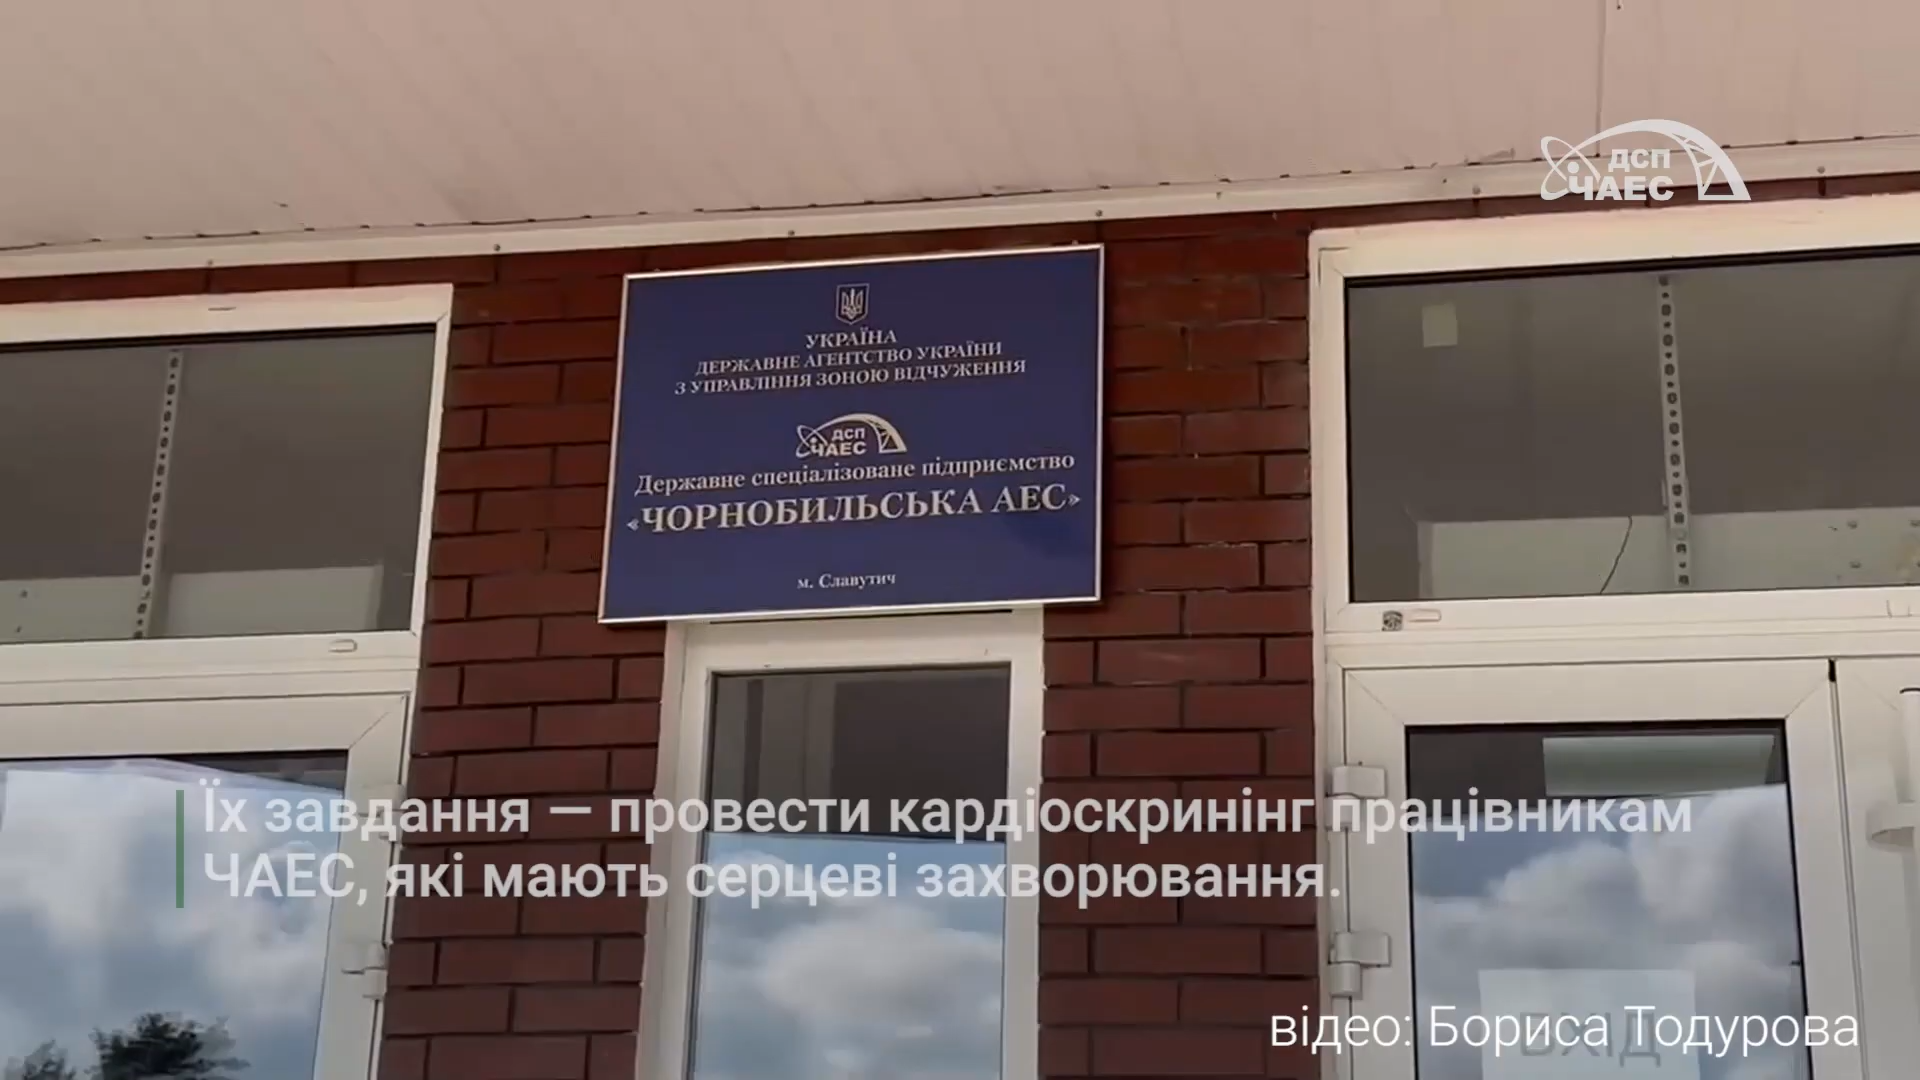 ДСП
ЧАЕС
УКРАЇНА
ДЕРЖАВНЕ АГЕНТСТВО УКРАЇНИ
З УПРАВЛІННЯ ЗОНОЮ ВІДЧУЖЕННЯ
ДСП
ЧАЕС
Державне спеціалізоване підприємство
«ЧОРНОБИЛЬСЬКА АЕС»
м. Славутич
Їх завдання — провести кардіоскринінг працівникам
ЧАЕС, які мають серцеві захворювання.
ВХІД
відео: Бориса Тодурова